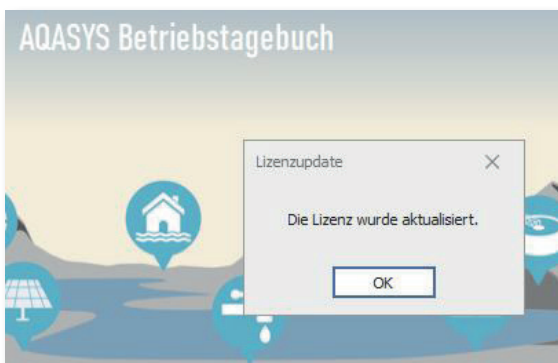 AQASYS Betriebstagebuch
Lizenzupdate
Die Lizenz wurde aktualisiert.
OK